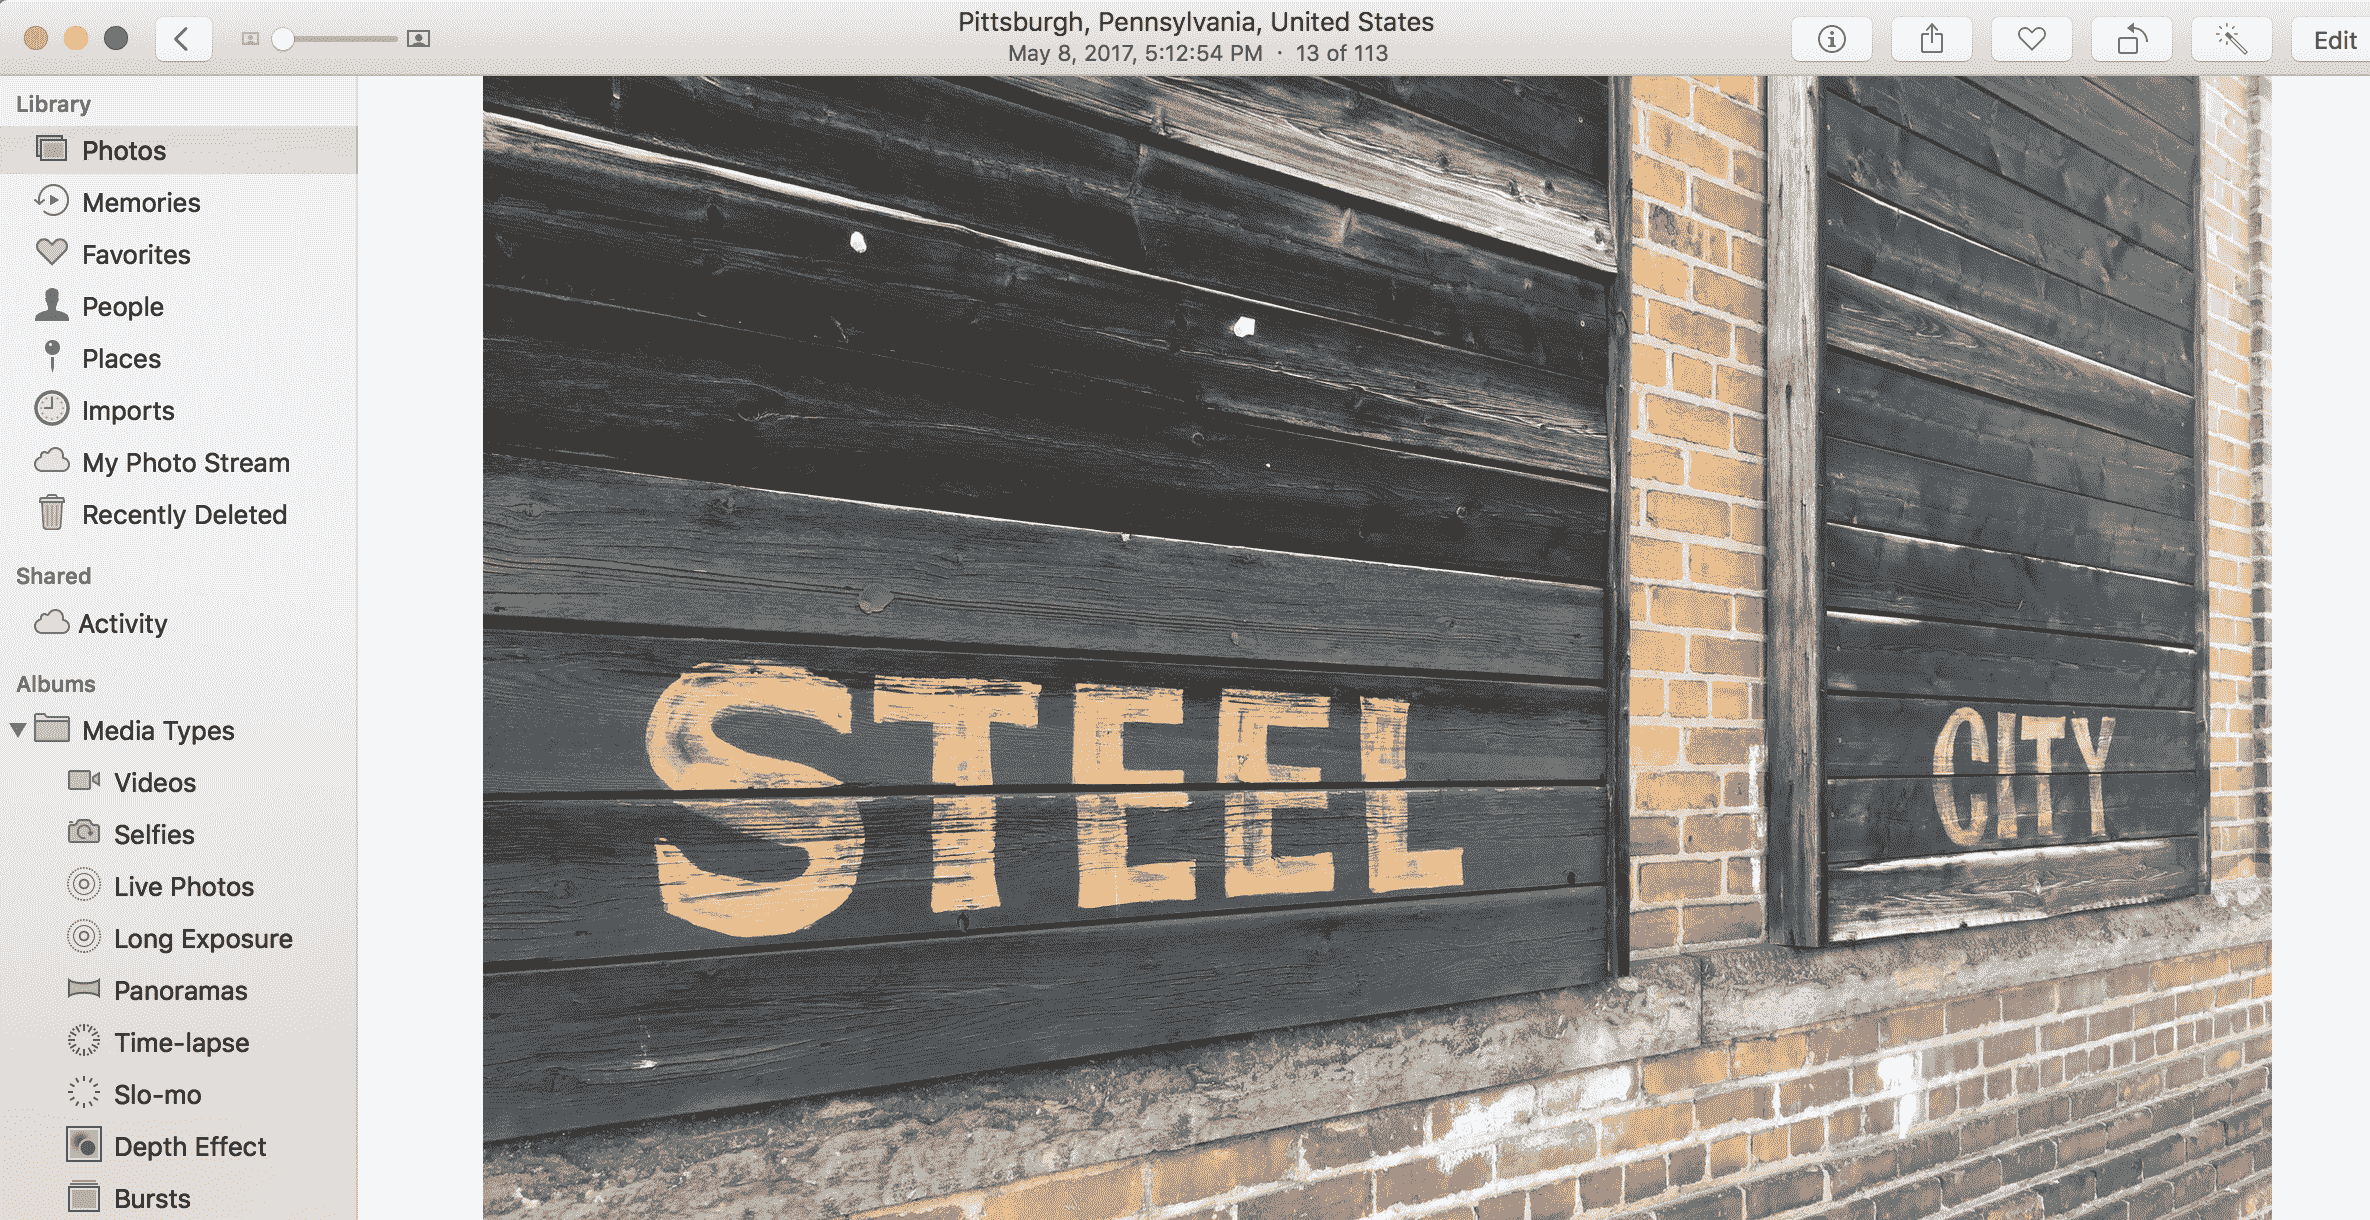 Pittsburgh, Pennsylvania, United States
May 8, 2017, 5:12:54 PM · 13 of 113
Edit
Library
Photos
Memories
Favorites
People
Places
Imports
My Photo Stream
Recently Deleted
Shared
Activity
Albums
Media Types
Videos
Selfies
Live Photos
Long Exposure
Panoramas
Time-lapse
Slo-mo
Depth Effect
Bursts
STEEL
CITY